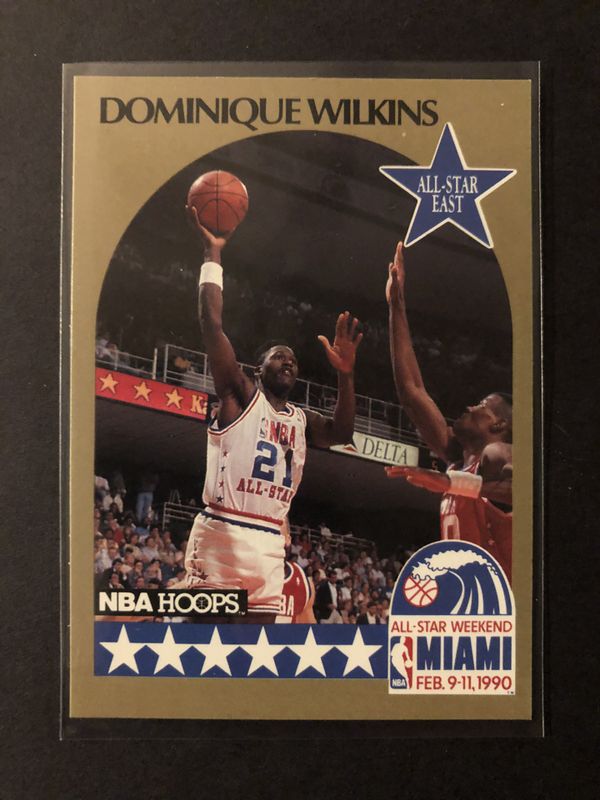 DOMINIQUE WILKINS
ALL-STAR
EAST
Ka
DELTA
NBA
21
ALL-STAR
NBA HOOPS
ALL-STAR WEEKEND
MIAMI
NBA
FEB. 9-11, 1990